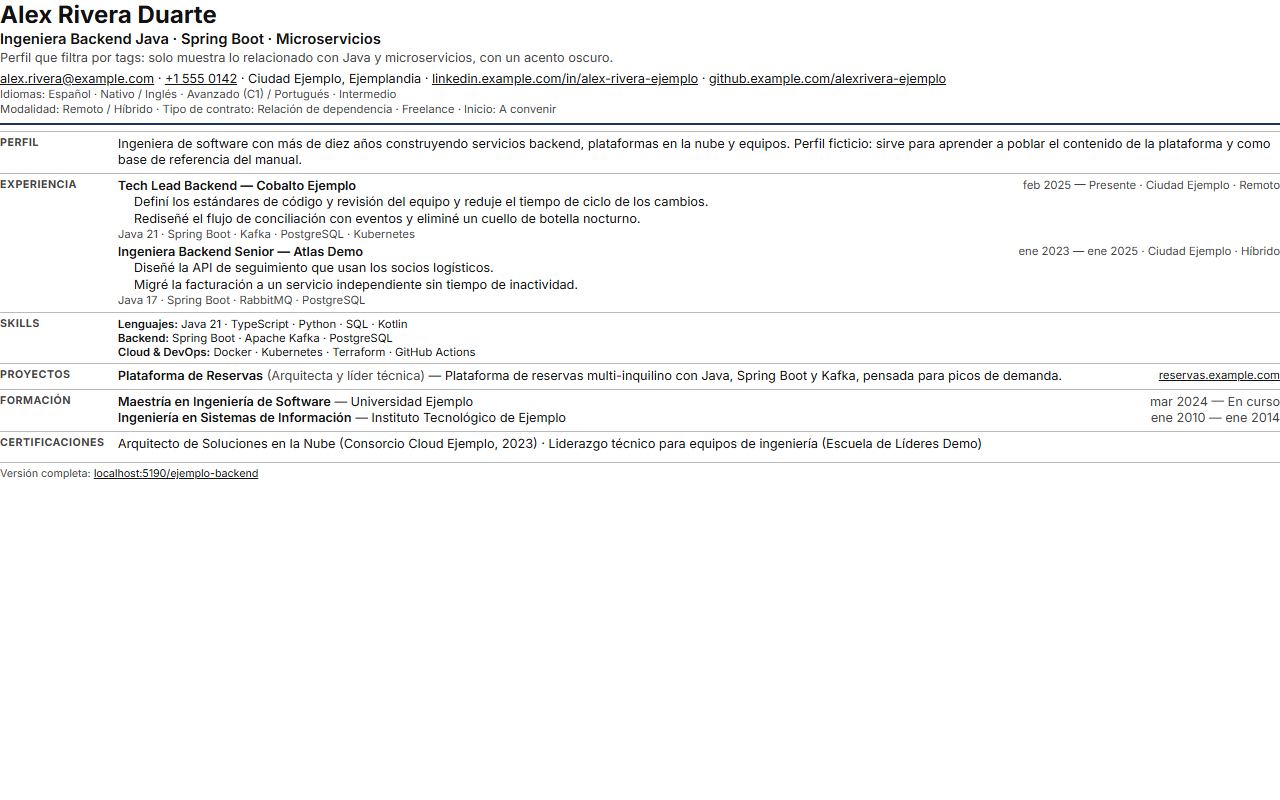 Alex Rivera Duarte
Ingeniera Backend Java · Spring Boot · Microservicios
Perfil que filtra por tags: solo muestra lo relacionado con Java y microservicios, con un acento oscuro.
alex.rivera@example.com · +1 555 0142 · Ciudad Ejemplo, Ejemplandia · linkedin.example.com/in/alex-rivera-ejemplo · github.example.com/alexrivera-ejemplo
Idiomas: Español · Nativo / Inglés · Avanzado (C1) / Portugués · Intermedio
Modalidad: Remoto / Híbrido · Tipo de contrato: Relación de dependencia · Freelance · Inicio: A convenir
PERFIL
Ingeniera de software con más de diez años construyendo servicios backend, plataformas en la nube y equipos. Perfil ficticio: sirve para aprender a poblar el contenido de la plataforma y como
base de referencia del manual.
EXPERIENCIA
Tech Lead Backend — Cobalto Ejemplo feb 2025 — Presente · Ciudad Ejemplo · Remoto
Definí los estándares de código y revisión del equipo y reduje el tiempo de ciclo de los cambios.
Rediseñé el flujo de conciliación con eventos y eliminé un cuello de botella nocturno.
Java 21 · Spring Boot · Kafka · PostgreSQL · Kubernetes
Ingeniera Backend Senior — Atlas Demo ene 2023 — ene 2025 · Ciudad Ejemplo · Híbrido
Diseñé la API de seguimiento que usan los socios logísticos.
Migré la facturación a un servicio independiente sin tiempo de inactividad.
Java 17 · Spring Boot · RabbitMQ · PostgreSQL
SKILLS
Lenguajes: Java 21 · TypeScript · Python · SQL · Kotlin
Backend: Spring Boot · Apache Kafka · PostgreSQL
Cloud & DevOps: Docker · Kubernetes · Terraform · GitHub Actions
PROYECTOS
Plataforma de Reservas (Arquitecta y líder técnica) — Plataforma de reservas multi-inquilino con Java, Spring Boot y Kafka, pensada para picos de demanda. reservas.example.com
FORMACIÓN
Maestría en Ingeniería de Software — Universidad Ejemplo mar 2024 — En curso
Ingeniería en Sistemas de Información — Instituto Tecnológico de Ejemplo ene 2010 — ene 2014
CERTIFICACIONES
Arquitecto de Soluciones en la Nube (Consorcio Cloud Ejemplo, 2023) · Liderazgo técnico para equipos de ingeniería (Escuela de Líderes Demo)
Versión completa: localhost:5190/ejemplo-backend